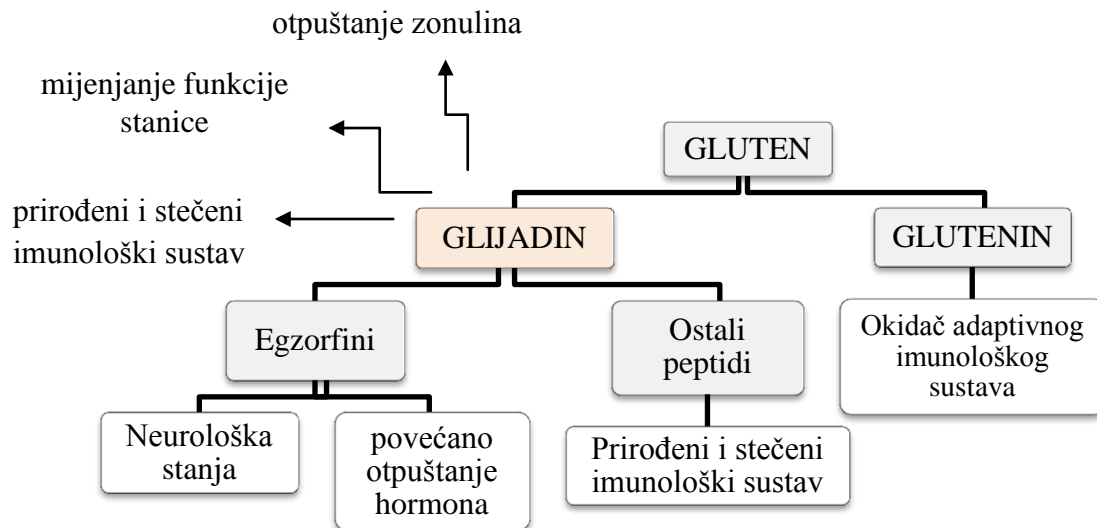 otpuštanje zonulina
mijenjanje funkcije
stanice
prirođeni i stečeni
imunološki sustav
GLUTEN
GLIJADIN
GLUTENIN
Egzorfini
Ostali
peptidi
Okidač adaptivnog
imunološkog
sustava
Neurološka
stanja
povećano
otpuštanje
hormona
Prirođeni i stečeni
imunološki sustav